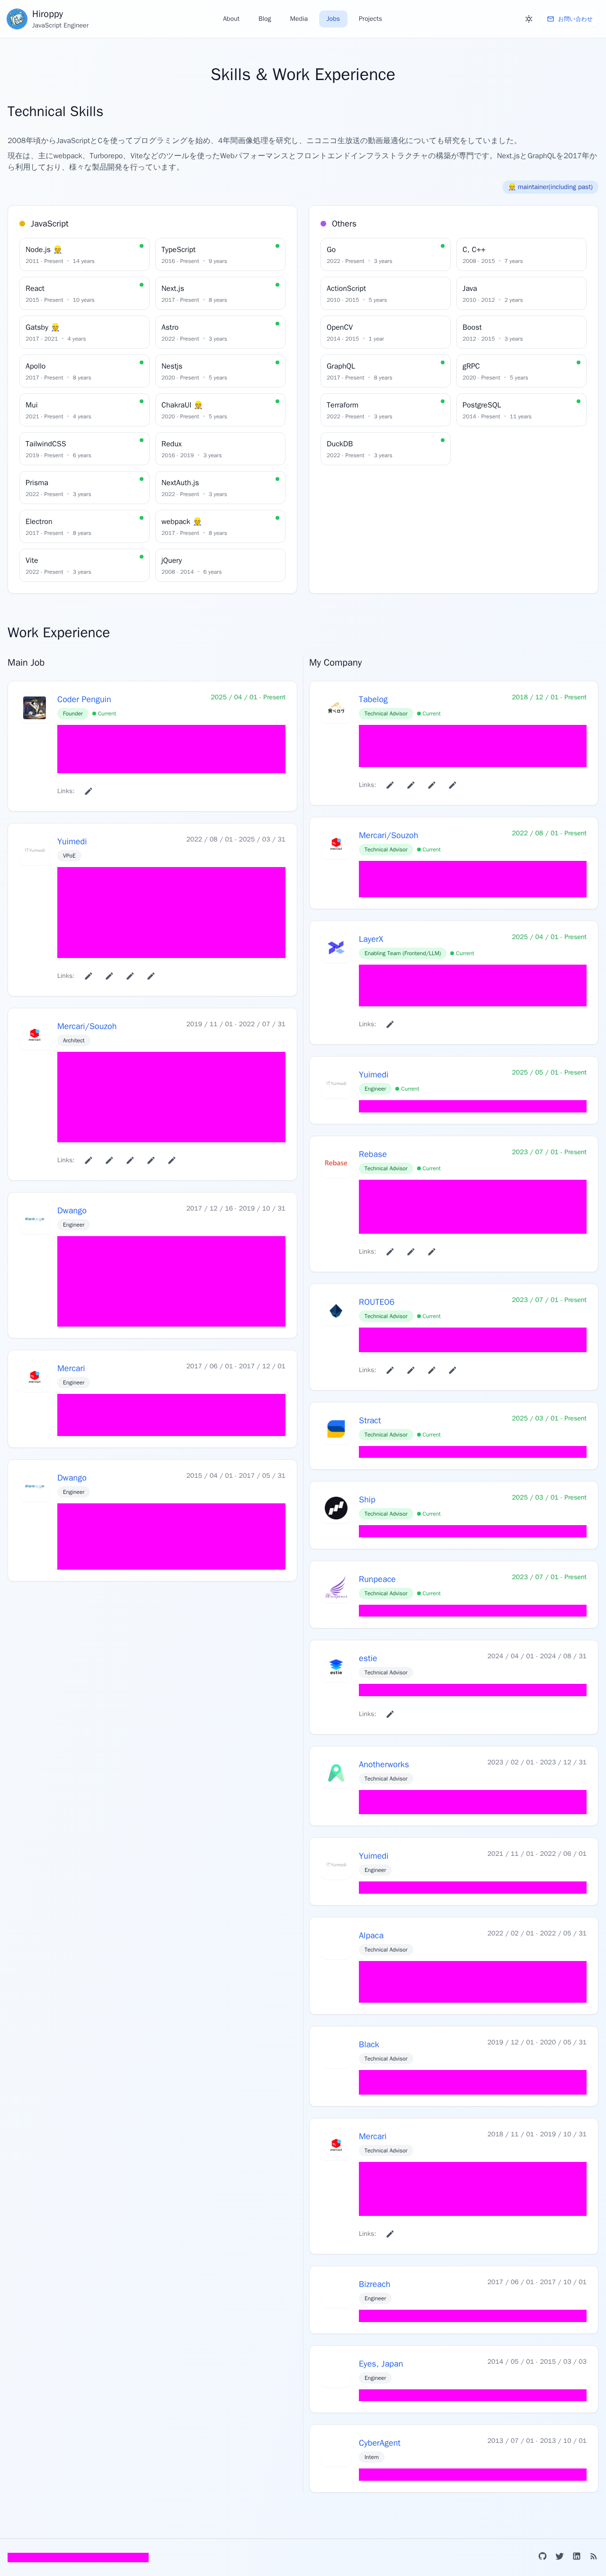 Hiroppy
JavaScript Engineer
About
Blog
Media
Jobs
Projects
お問い合わせ
Skills & Work Experience
Technical Skills
2008年頃からJavaScriptとCを使ってプログラミングを始め、4年間画像処理を研究し、ニコニコ生放送の動画最適化についても研究をしていました。
現在は、主にwebpack、Turborepo、Viteなどのツールを使ったWebパフォーマンスとフロントエンドインフラストラクチャの構築が専門です。Next.jsとGraphQLを2017年か
ら利用しており、様々な製品開発を行っています。
👷 maintainer(including past)
JavaScript
Node.js 👷
2011 - Present・14 years
TypeScript
2016 - Present・9 years
React
2015 - Present・10 years
Next.js
2017 - Present・8 years
Gatsby 👷
2017 - 2021・4 years
Astro
2022 - Present・3 years
Apollo
2017 - Present・8 years
Nestjs
2020 - Present・5 years
Mui
2021 - Present・4 years
ChakraUI 👷
2020 - Present・5 years
TailwindCSS
2019 - Present・6 years
Redux
2016 - 2019・3 years
Prisma
2022 - Present・3 years
NextAuth.js
2022 - Present・3 years
Electron
2017 - Present・8 years
webpack 👷
2017 - Present・8 years
Vite
2022 - Present・3 years
jQuery
2008 - 2014・6 years
Others
Go
2022 - Present・3 years
C, C++
2008 - 2015・7 years
ActionScript
2010 - 2015・5 years
Java
2010 - 2012・2 years
OpenCV
2014 - 2015・1 year
Boost
2012 - 2015・3 years
GraphQL
2017 - Present・8 years
gRPC
2020 - Present・5 years
Terraform
2022 - Present・3 years
PostgreSQL
2014 - Present・11 years
DuckDB
2022 - Present・3 years
Work Experience
Main Job
Coder Penguin
2025 / 04 / 01 - Present
Founder
Current
Links:
Yuimedi
2022 / 08 / 01 - 2025 / 03 / 31
VPoE
Links:
Mercari/Souzoh
2019 / 11 / 01 - 2022 / 07 / 31
Architect
Links:
Dwango
2017 / 12 / 16 - 2019 / 10 / 31
Engineer
Mercari
2017 / 06 / 01 - 2017 / 12 / 01
Engineer
Dwango
2015 / 04 / 01 - 2017 / 05 / 31
Engineer
My Company
食べログ
Tabelog
2018 / 12 / 01 - Present
Technical Advisor
Current
Links:
Mercari/Souzoh
2022 / 08 / 01 - Present
Technical Advisor
Current
LayerX
2025 / 04 / 01 - Present
Enabling Team (Frontend/LLM)
Current
Links:
Yuimedi
2025 / 05 / 01 - Present
Engineer
Current
Rebase
Rebase
2023 / 07 / 01 - Present
Technical Advisor
Current
Links:
ROUTE06
2023 / 07 / 01 - Present
Technical Advisor
Current
Links:
Stract
2025 / 03 / 01 - Present
Technical Advisor
Current
Ship
2025 / 03 / 01 - Present
Technical Advisor
Current
Runpeace
2023 / 07 / 01 - Present
Technical Advisor
Current
estie
estie
2024 / 04 / 01 - 2024 / 08 / 31
Technical Advisor
Links:
Anotherworks
2023 / 02 / 01 - 2023 / 12 / 31
Technical Advisor
Yuimedi
2021 / 11 / 01 - 2022 / 06 / 01
Engineer
Alpaca
2022 / 02 / 01 - 2022 / 05 / 31
Technical Advisor
Black
2019 / 12 / 01 - 2020 / 05 / 31
Technical Advisor
Mercari
2018 / 11 / 01 - 2019 / 10 / 31
Technical Advisor
Links:
Bizreach
2017 / 06 / 01 - 2017 / 10 / 01
Engineer
Eyes, Japan
2014 / 05 / 01 - 2015 / 03 / 03
Engineer
CyberAgent
2013 / 07 / 01 - 2013 / 10 / 01
Intern